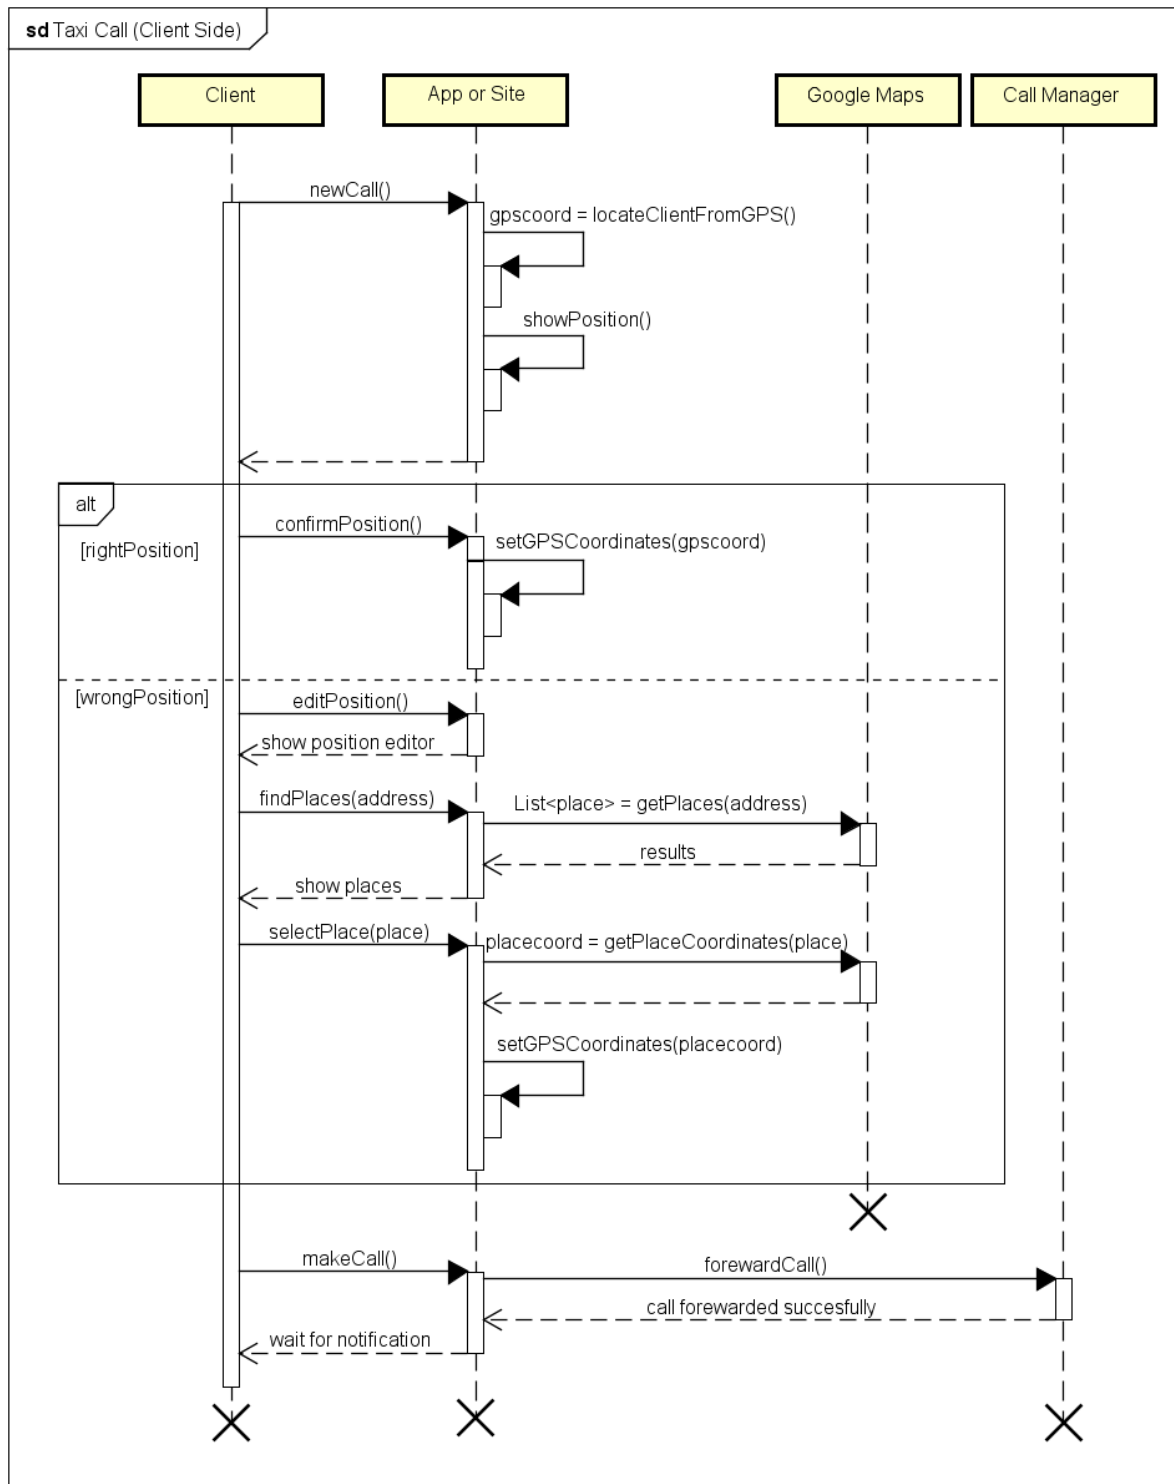 sd Taxi Call (Client Side)
Client
App or Site
Google Maps
Call Manager
newCall()
gpscoord = locateClientFromGPS()
showPosition()
alt
confirmPosition()
setGPSCoordinates(gpscoord)
[rightPosition]
[wrongPosition]
editPosition()
show position editor
findPlaces(address)
List<place> = getPlaces(address)
results
show places
selectPlace(place)
placecoord = getPlaceCoordinates(place)
setGPSCoordinates(placecoord)
makeCall()
forewardCall()
call forewarded succesfully
wait for notification